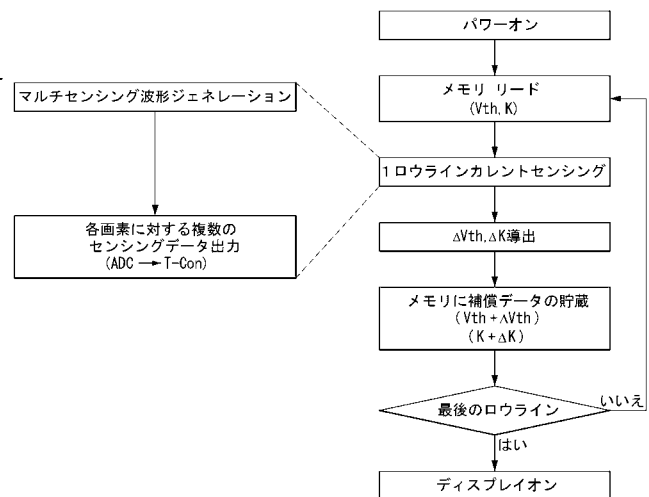 パワーオン
メモリ リード
(Vth, K)
マルチセンシング波形ジェネレーション
1ロウラインカレントセンシング
各画素に対する複数の
センシングデータ出力
(ADC → T-Con)
ΔVth, ΔK導出
メモリに補償データの貯蔵
(Vth+ΔVth)
(K+ΔK)
最後のロウライン
いいえ
はい
ディスプレイオン